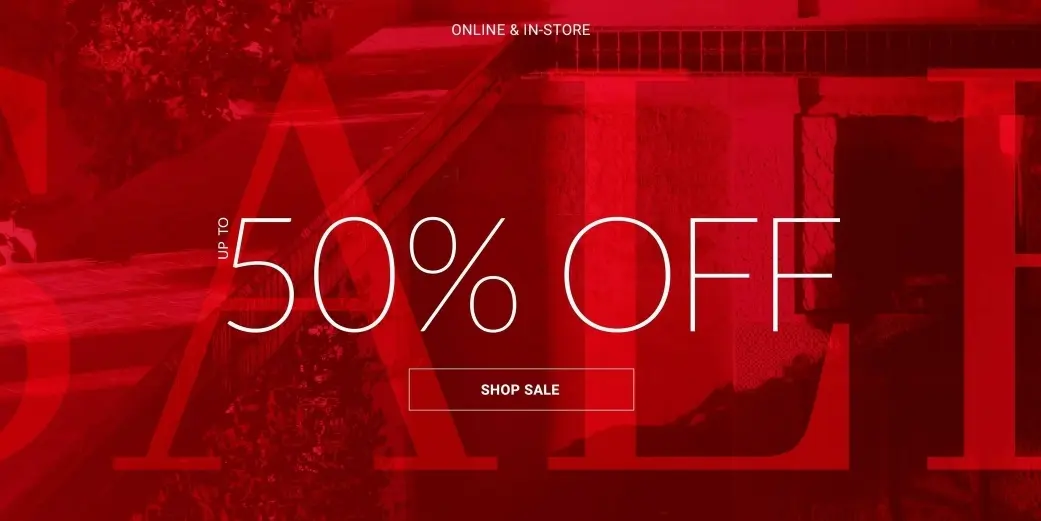 ONLINE & IN-STORE
SALE
UP TO
50% OFF
SHOP SALE